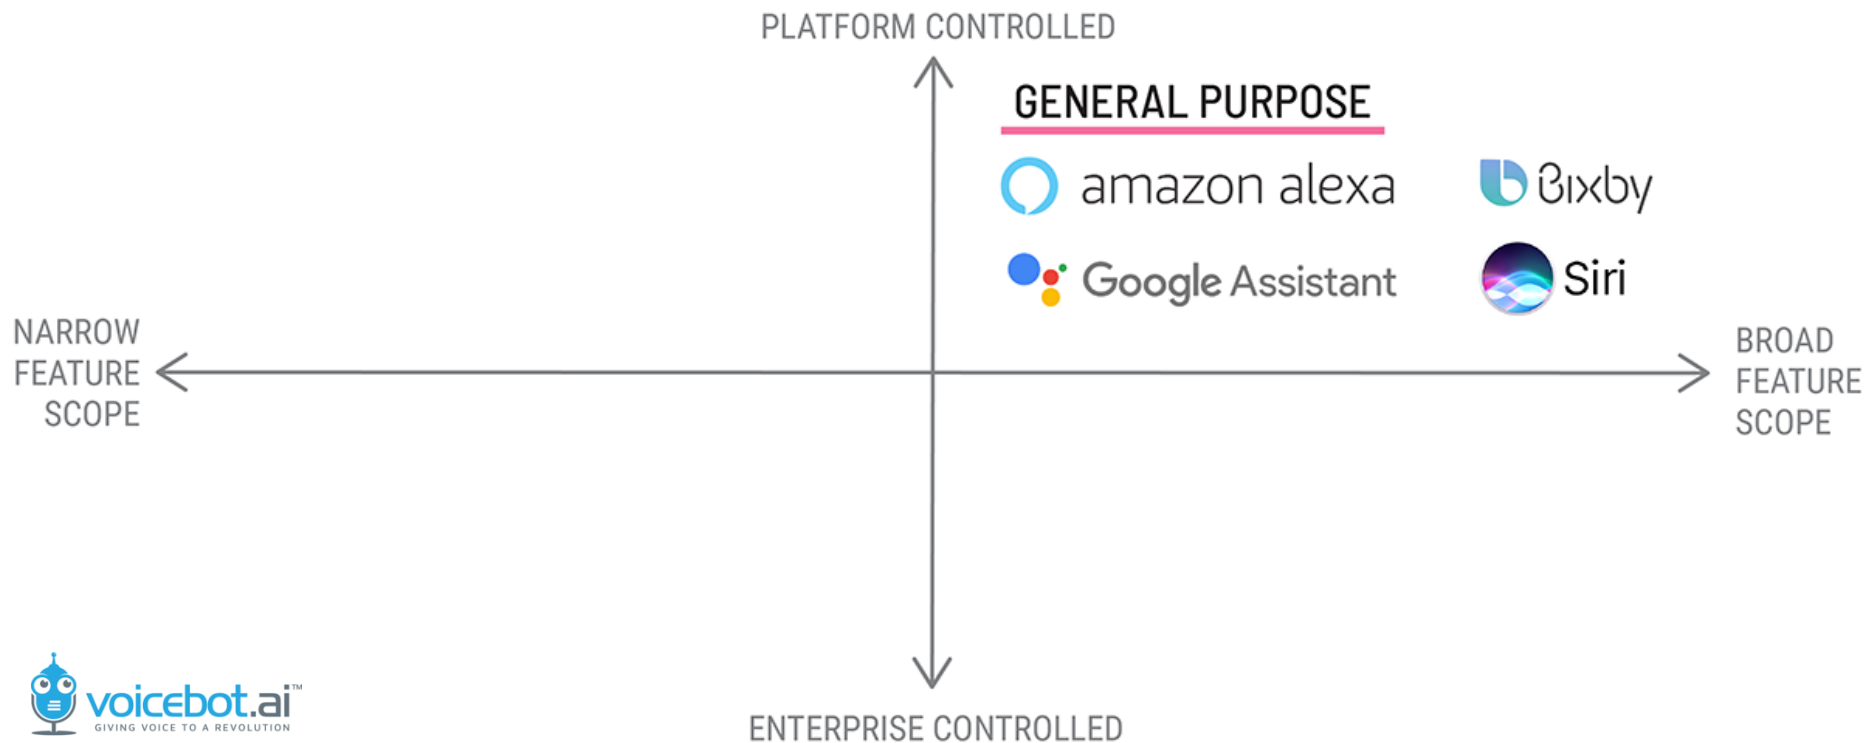 PLATFORM CONTROLLED
GENERAL PURPOSE
amazon alexa
Bixby
Google Assistant
Siri
NARROW
FEATURE
SCOPE
BROAD
FEATURE
SCOPE
voicebot.ai™
GIVING VOICE TO A REVOLUTION
ENTERPRISE CONTROLLED